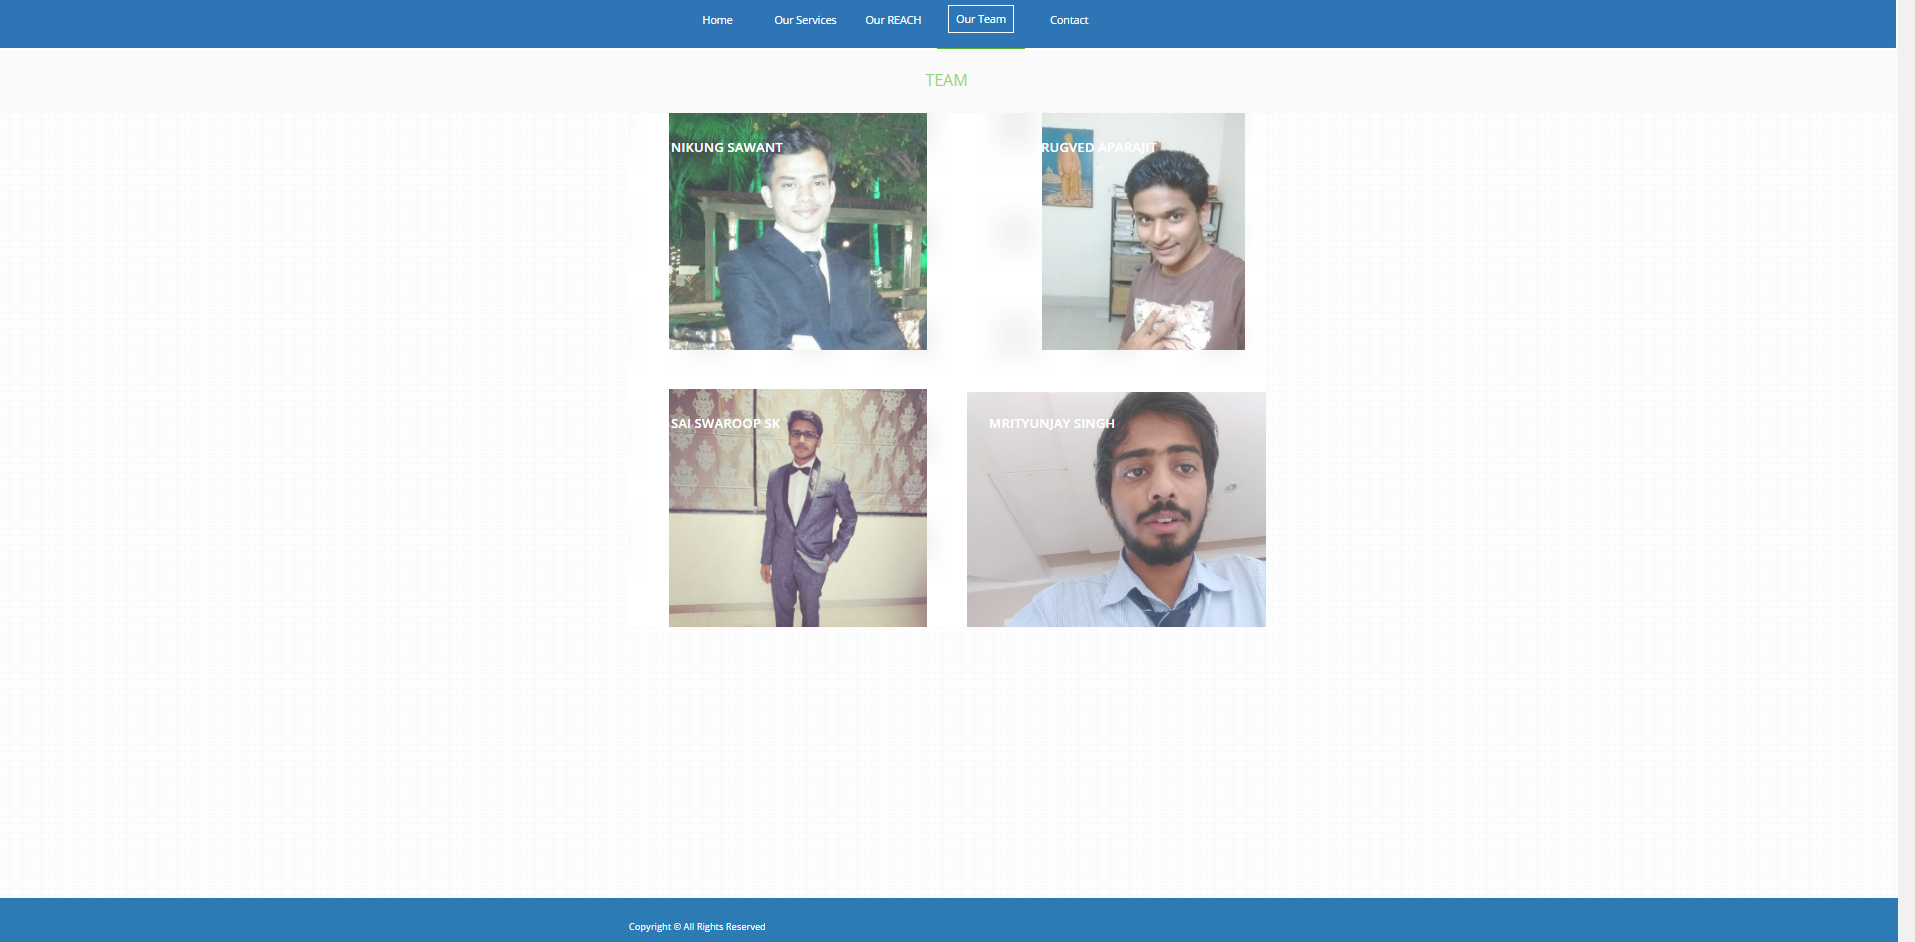 Home Our Services Our REACH Our Team Contact
TEAM
NIKUNG SAWANT
RUGVED APARAJIT
SAI SWAROOP SK
MRITYUNJAY SINGH
Copyright © All Rights Reserved